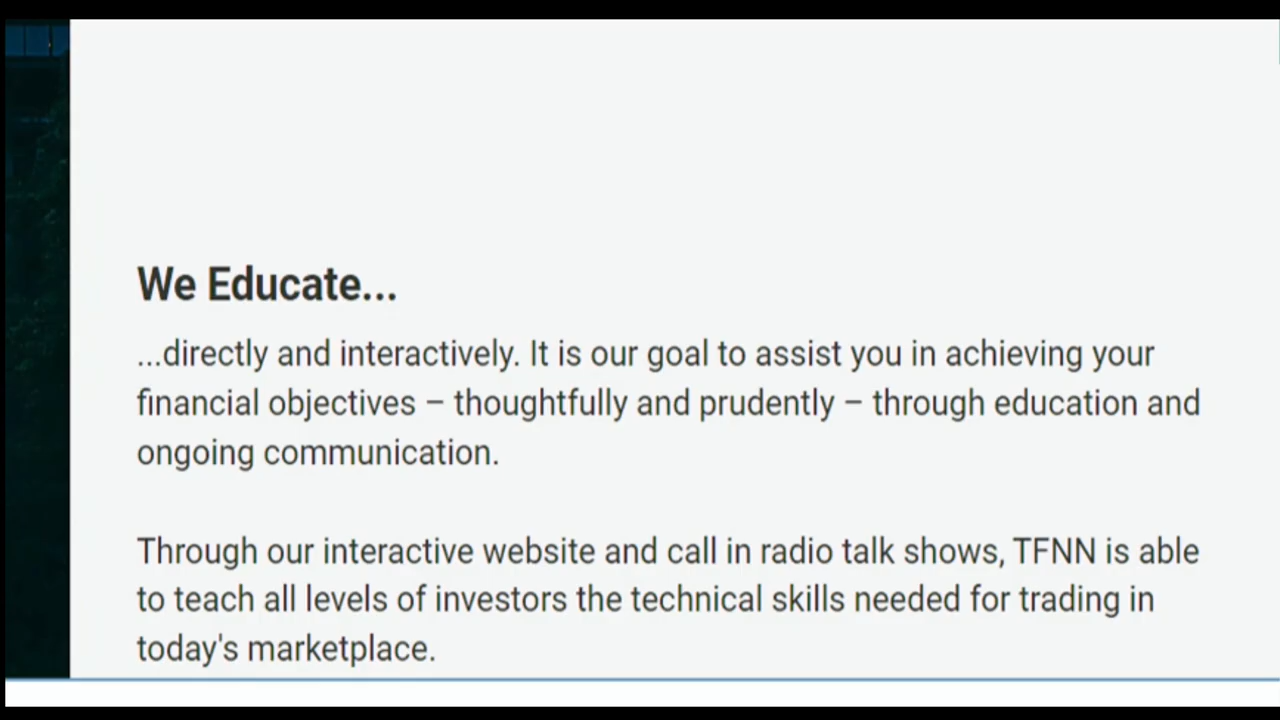 We Educate...
...directly and interactively. It is our goal to assist you in achieving your
financial objectives – thoughtfully and prudently – through education and
ongoing communication.
Through our interactive website and call in radio talk shows, TFNN is able
to teach all levels of investors the technical skills needed for trading in
today's marketplace.